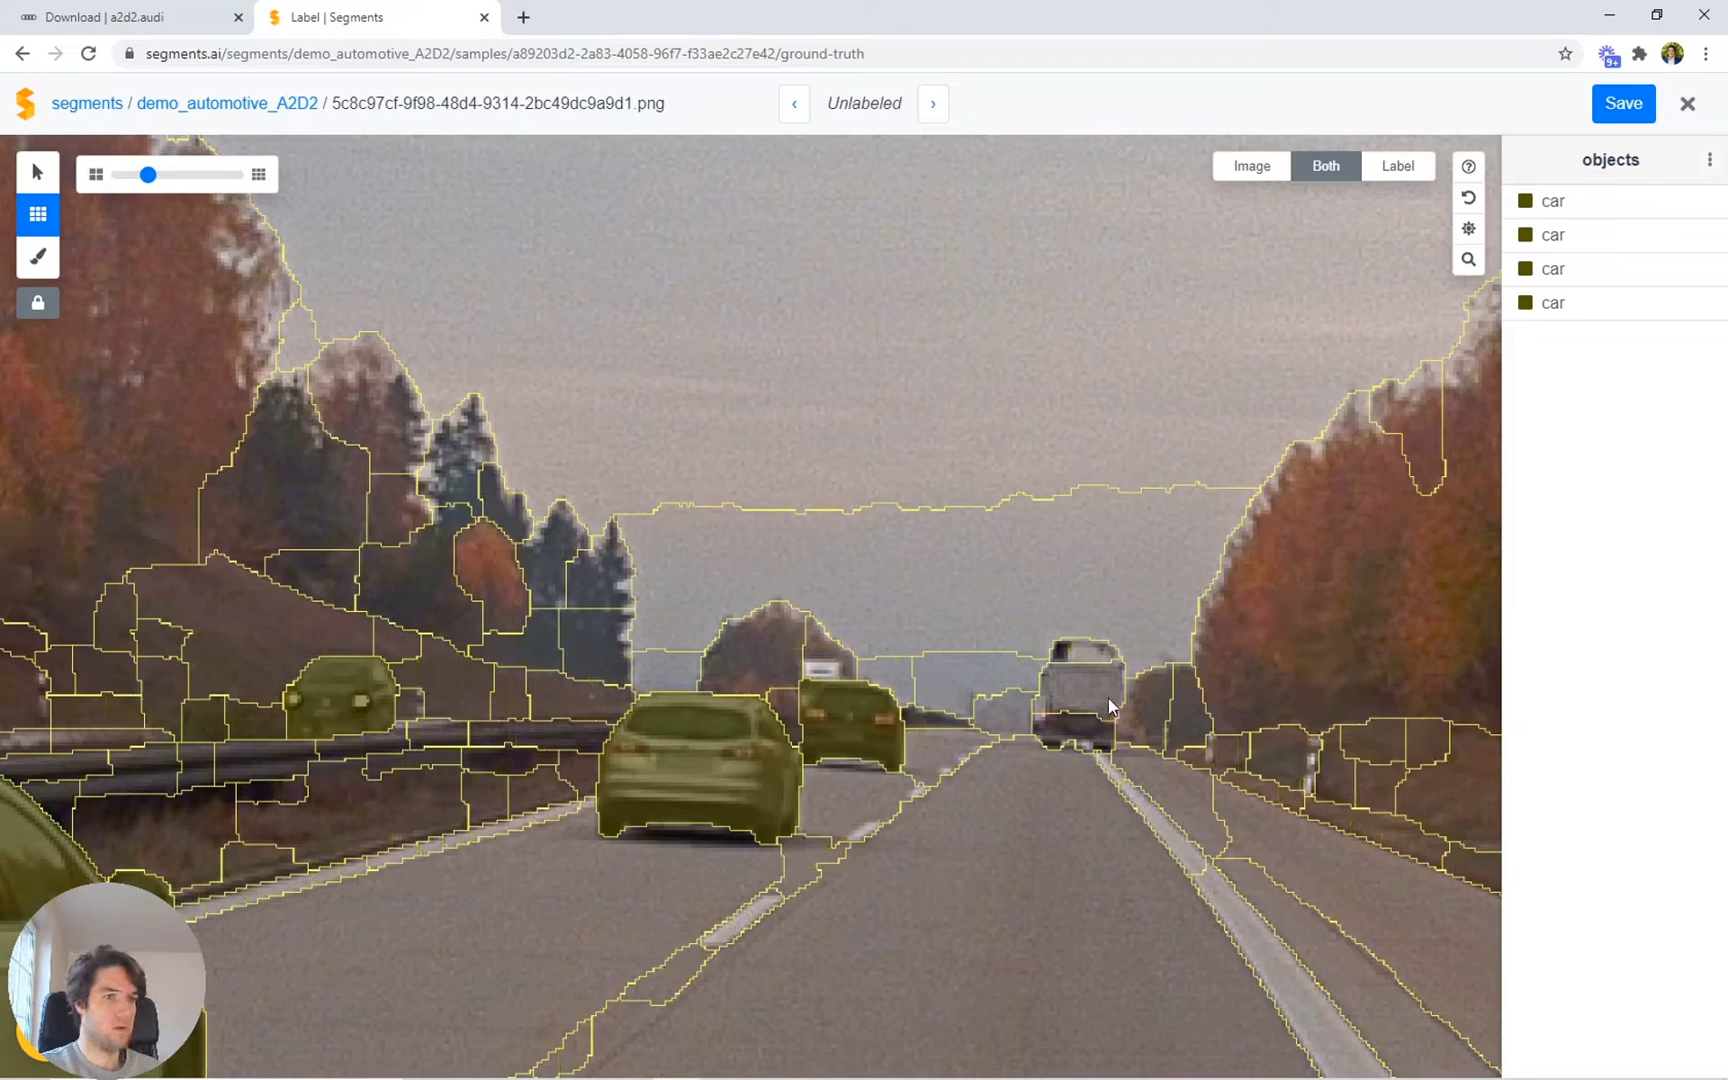 Download | a2d2.audi
Label | Segments
segments.ai/segments/demo_automotive_A2D2/samples/a89203d2-2a83-4058-96f7-f33ae2c27e42/ground-truth
9+
segments / demo_automotive_A2D2 / 5c8c97cf-9f98-48d4-9314-2bc49dc9a9d1.png
Unlabeled
Save
Image
Both
Label
objects
car
car
car
car